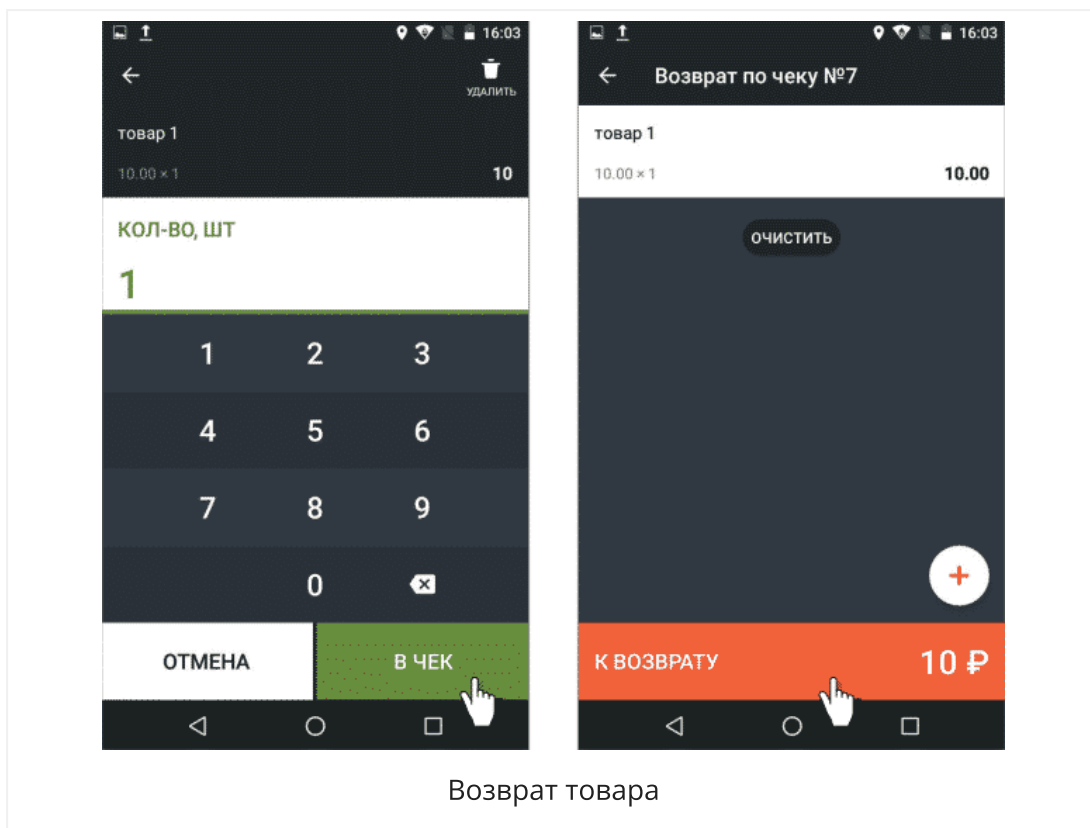 16:03
УДАЛИТЬ
товар 1
10.00 × 1 10
КОЛ-ВО, ШТ
1
1 2 3
4 5 6
7 8 9
0
ОТМЕНА В ЧЕК
16:03
Возврат по чеку №7
товар 1
10.00 × 1 10.00
ОЧИСТИТЬ
+
К ВОЗВРАТУ 10 ₽
Возврат товара